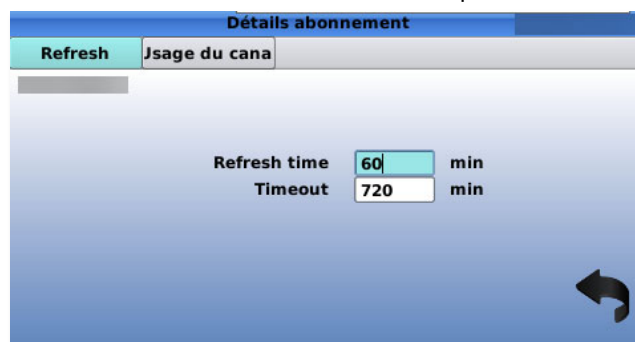 Détails abonnement
Refresh Jsage du cana
Refresh time 60 min
Timeout 720 min